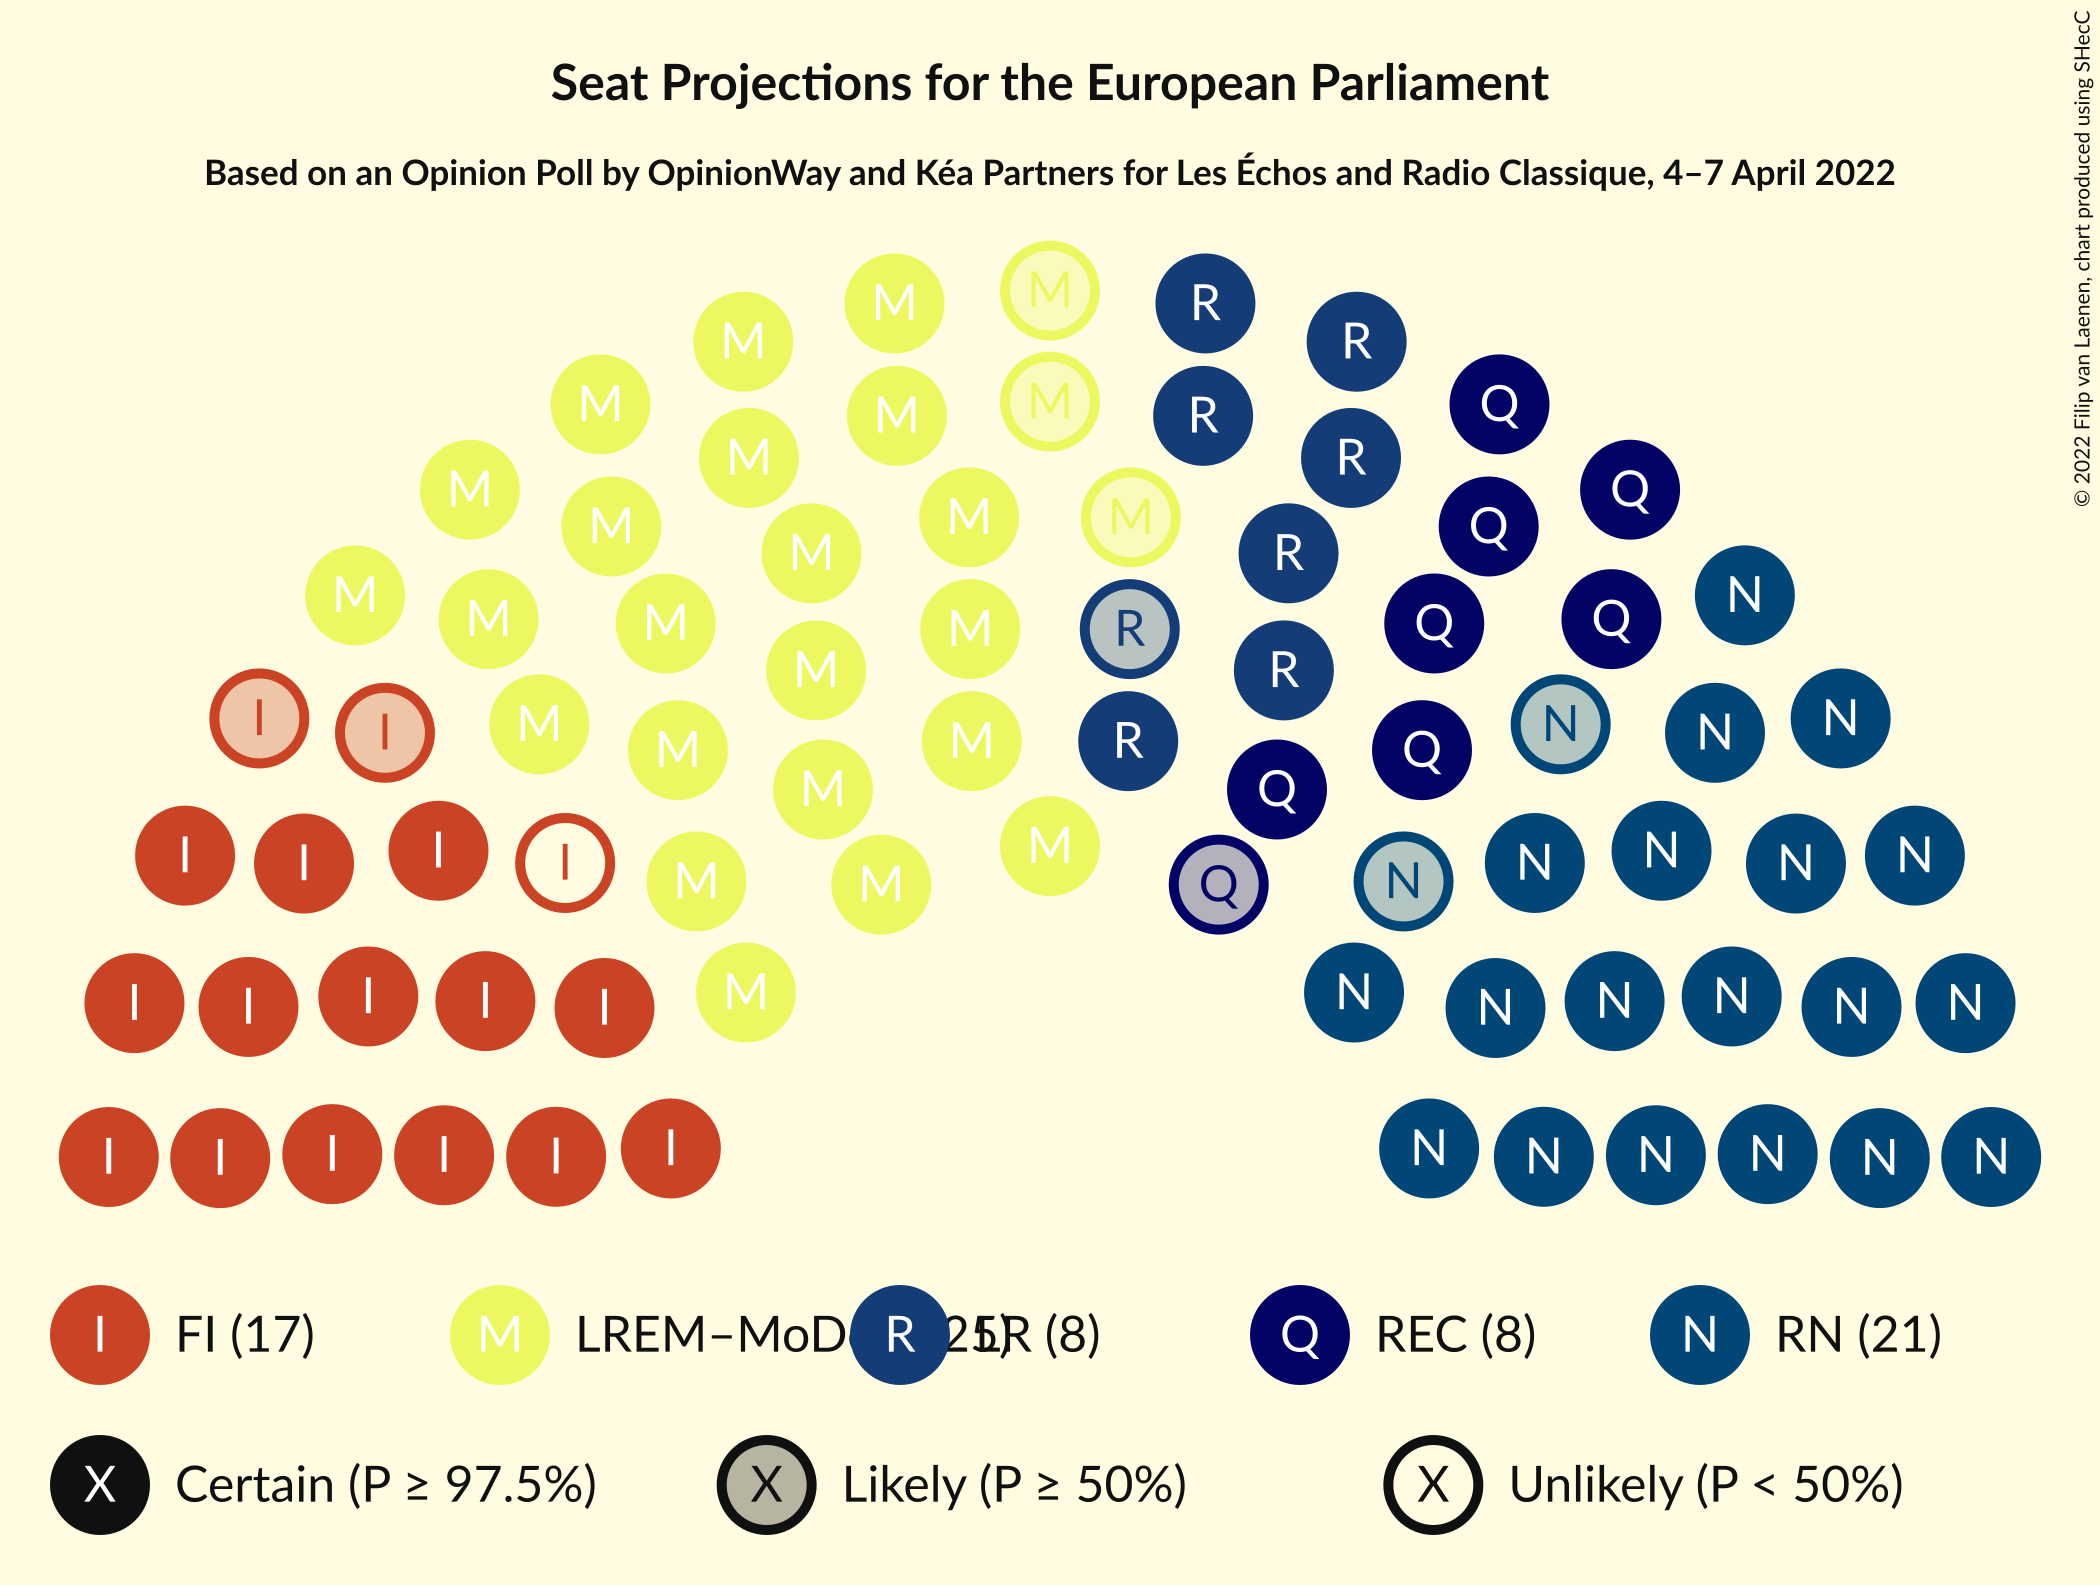 Seat Projections for the European Parliament
Based on an Opinion Poll by OpinionWay and Kéa Partners for Les Échos and Radio Classique, 4–7 April 2022
© 2022 Filip van Laenen, chart produced using SHecC
M M M R R
M M M R R Q
M M M M R Q
M M M M R Q Q
M M M M R R Q Q N
I I M M M M R R Q N N N
I I I I M M M M Q Q N N N N N
I I I I I M N N N N N N
I I I I I I N N N N N N
I FI (17) M LREM–MoD R 25) LR (8) Q REC (8) N RN (21)
X Certain (P ≥ 97.5%) X Likely (P ≥ 50%) X Unlikely (P < 50%)